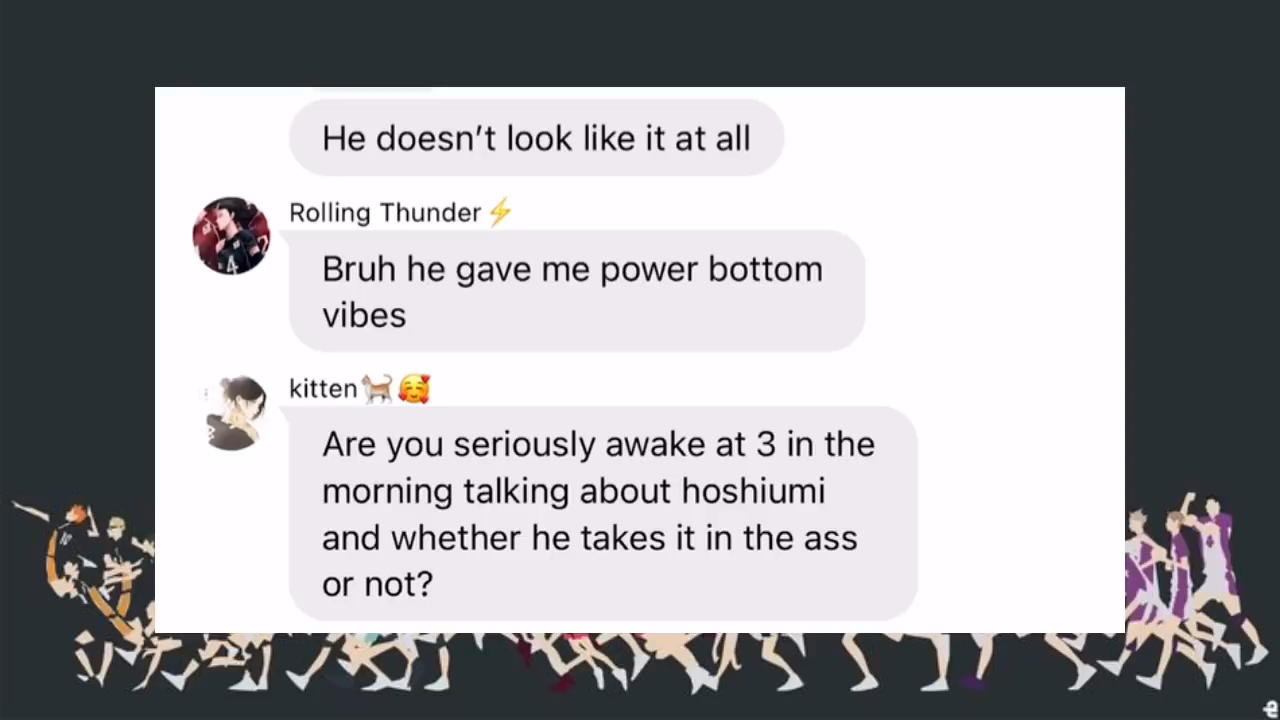 He doesn't look like it at all
Rolling Thunder⚡
Bruh he gave me power bottom
vibes
kitten🐈🥰
Are you seriously awake at 3 in the
morning talking about hoshiumi
and whether he takes it in the ass
or not?